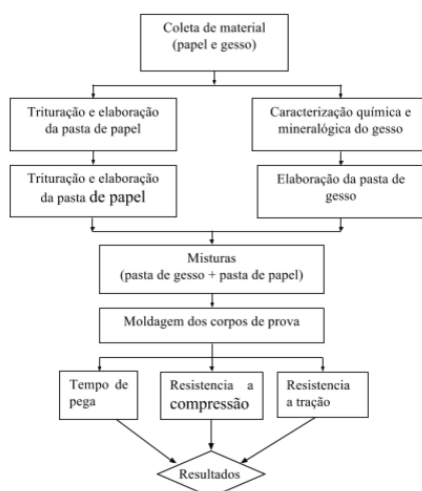 Coleta de material
(papel e gesso)
Trituração e elaboração
da pasta de papel
Caracterização química e
mineralógica do gesso
Trituração e elaboração
da pasta de papel
Elaboração da pasta de
gesso
Misturas
(pasta de gesso + pasta de papel)
Moldagem dos corpos de prova
Tempo de
pega
Resistencia a
compressão
Resistencia
a tração
Resultados